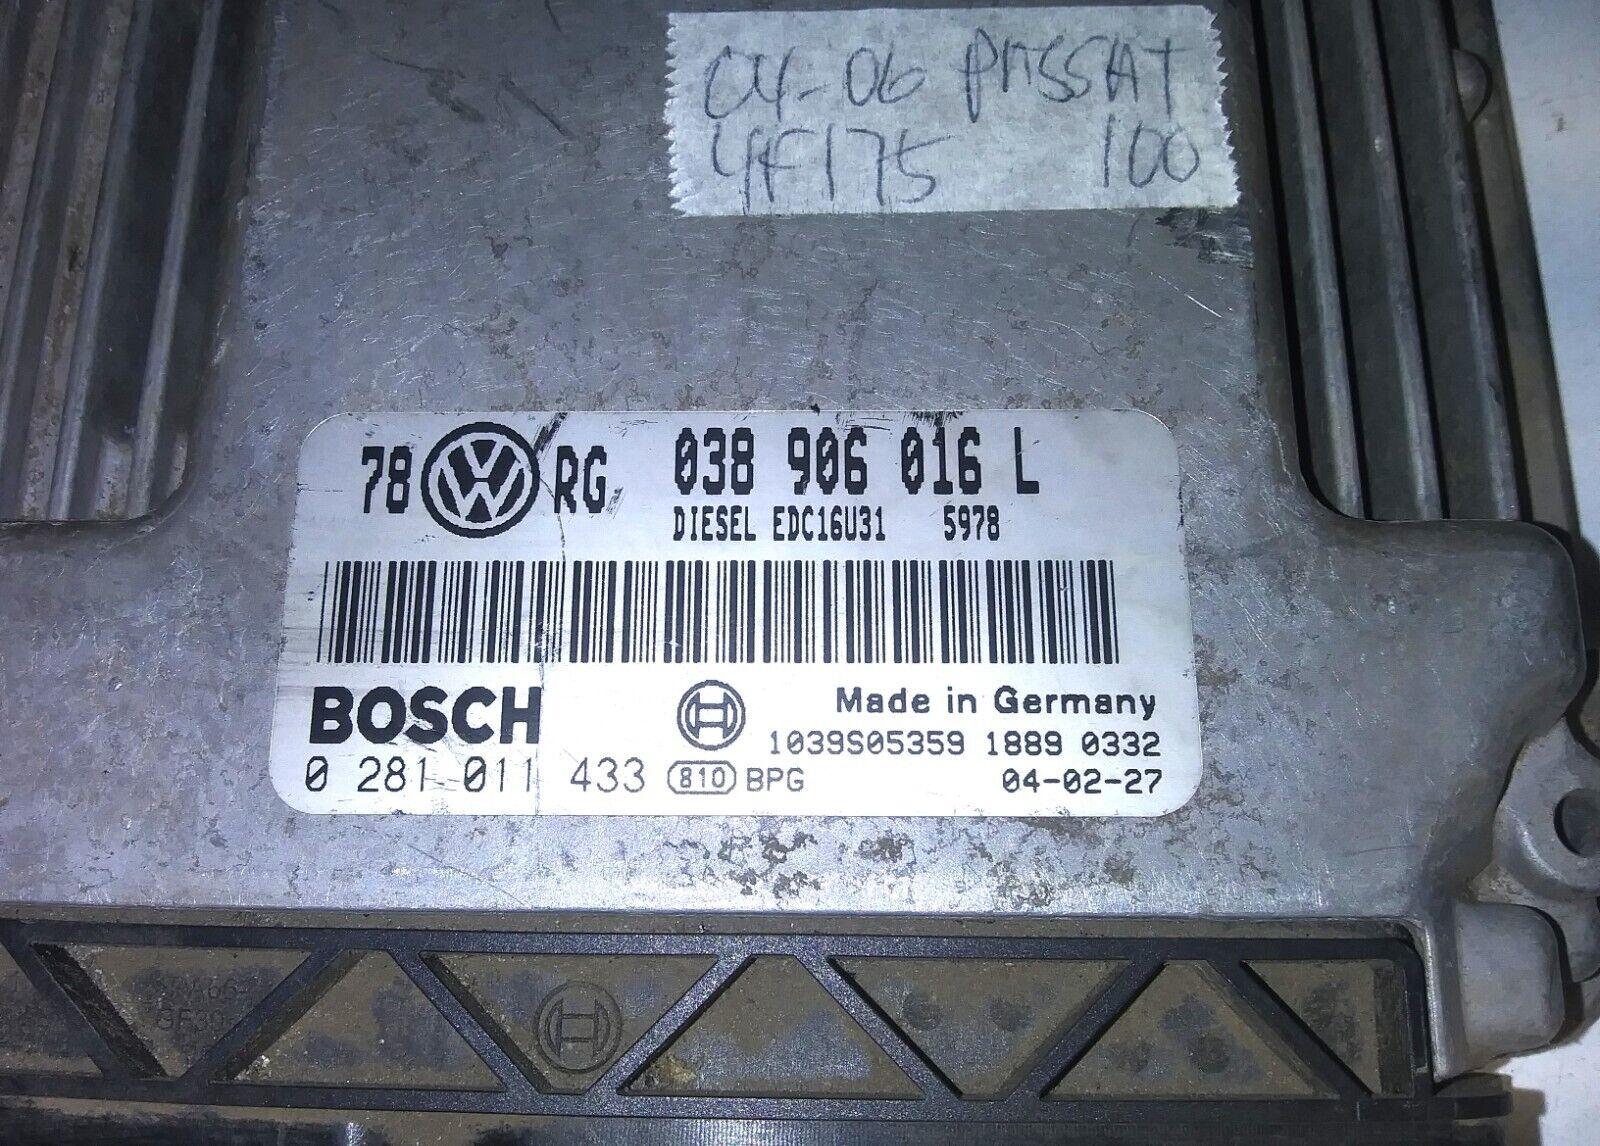 04-06 PASSAT
4F175 100
78 VW RG 038 906 016 L
DIESEL EDC16U31 5978
BOSCH
Made in Germany
1039S05359 1889 0332
0 281 011 433 810 BPG 04-02-27